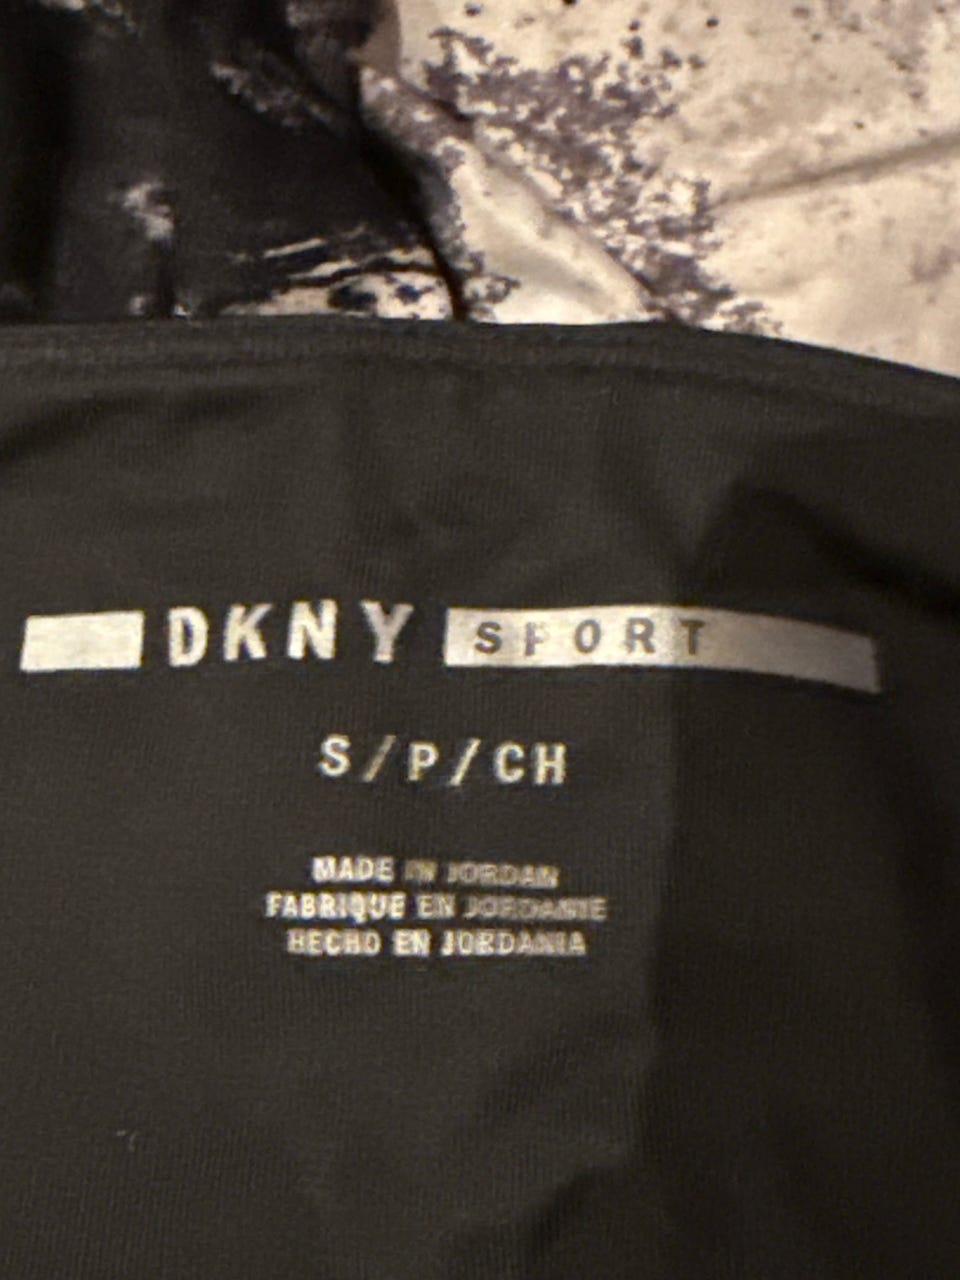 DKNY SPORT
S/P/CH
MADE IN JORDAN
FABRIQUE EN JORDANIE
HECHO EN JORDANIA